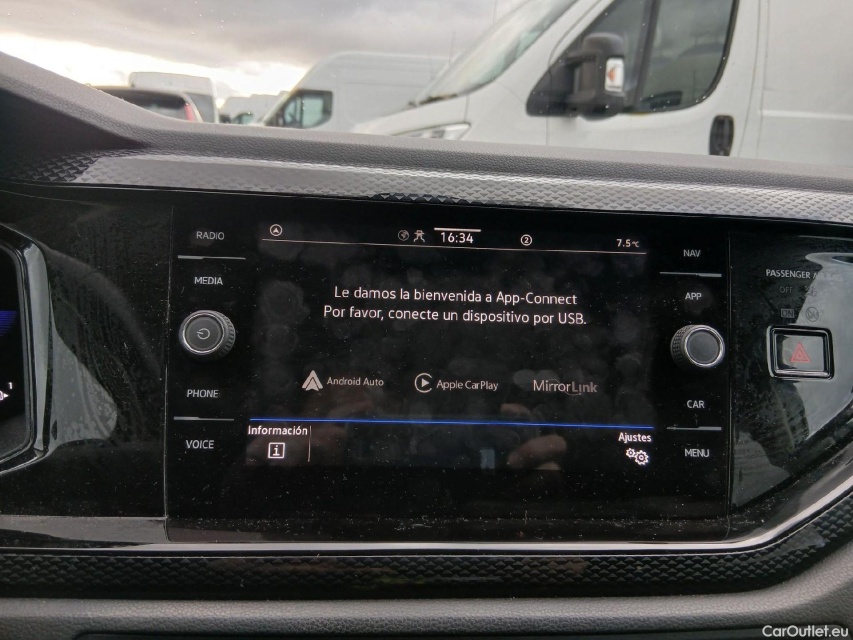 RADIO
MEDIA
PHONE
VOICE
16:34
2
7.5°C
Le damos la bienvenida a App-Connect
Por favor, conecte un dispositivo por USB.
Android Auto
Apple CarPlay
MirrorLink
Información
i
Ajustes
NAV
APP
CAR
MENU
PASSENGER
CarOutlet.eu